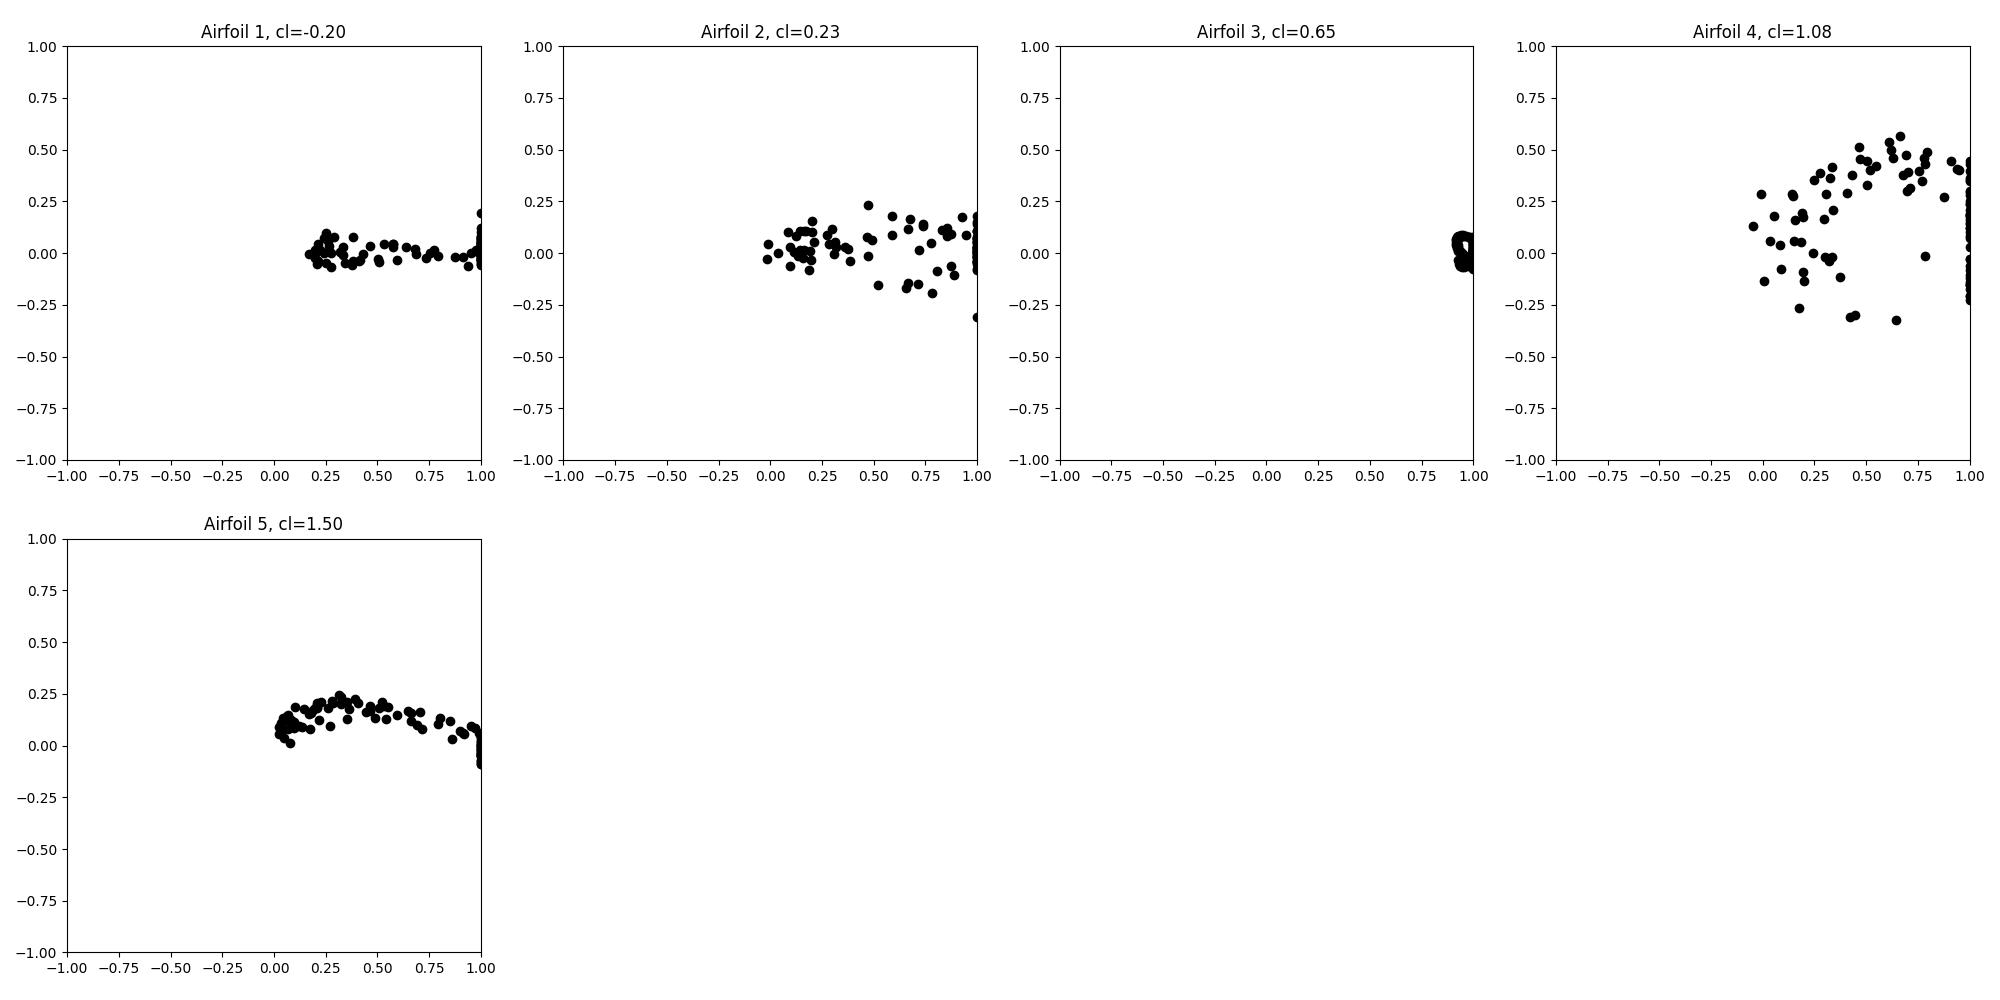 Airfoil 1, cl=-0.20
Airfoil 2, cl=0.23
Airfoil 3, cl=0.65
Airfoil 4, cl=1.08
1.00 1.00 1.00 1.00
0.75 0.75 0.75 0.75
0.50 0.50 0.50 0.50
0.25 0.25 0.25 0.25
0.00 0.00 0.00 0.00
−0.25 −0.25 −0.25 −0.25
−0.50 −0.50 −0.50 −0.50
−0.75 −0.75 −0.75 −0.75
−1.00 −1.00 −1.00 −1.00
−1.00 −0.75 −0.50 −0.25 0.00 0.25 0.50 0.75 1.00
−1.00 −0.75 −0.50 −0.25 0.00 0.25 0.50 0.75 1.00
−1.00 −0.75 −0.50 −0.25 0.00 0.25 0.50 0.75 1.00
−1.00 −0.75 −0.50 −0.25 0.00 0.25 0.50 0.75 1.00
Airfoil 5, cl=1.50
1.00
0.75
0.50
0.25
0.00
−0.25
−0.50
−0.75
−1.00
−1.00 −0.75 −0.50 −0.25 0.00 0.25 0.50 0.75 1.00